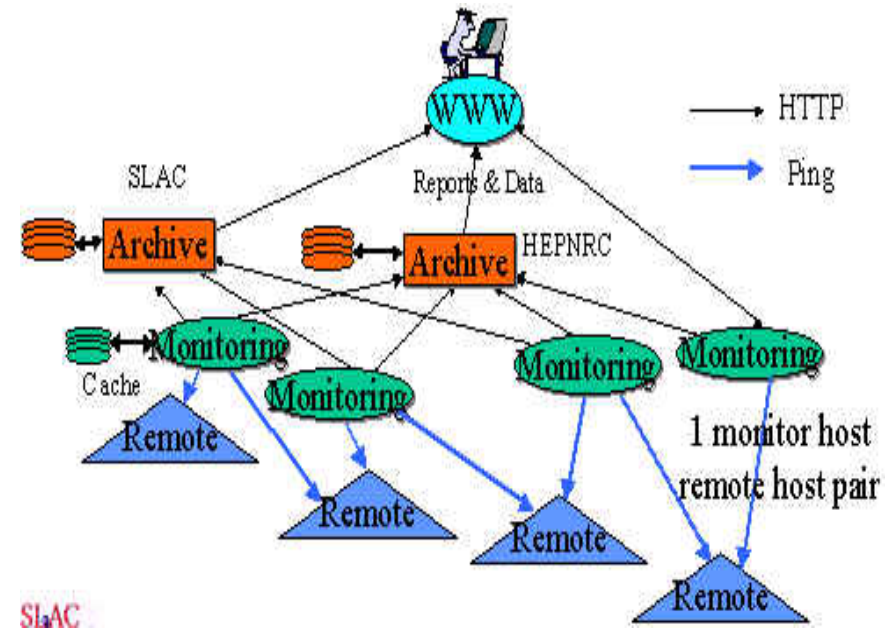 WWW
HTTP
Ping
SLAC
Reports & Data
Archive
HEPNRC
Archive
Monitoring
Cache
Monitoring
Monitoring
Monitoring
Remote
Remote
Remote
Remote
1 monitor host
remote host pair
SLAC